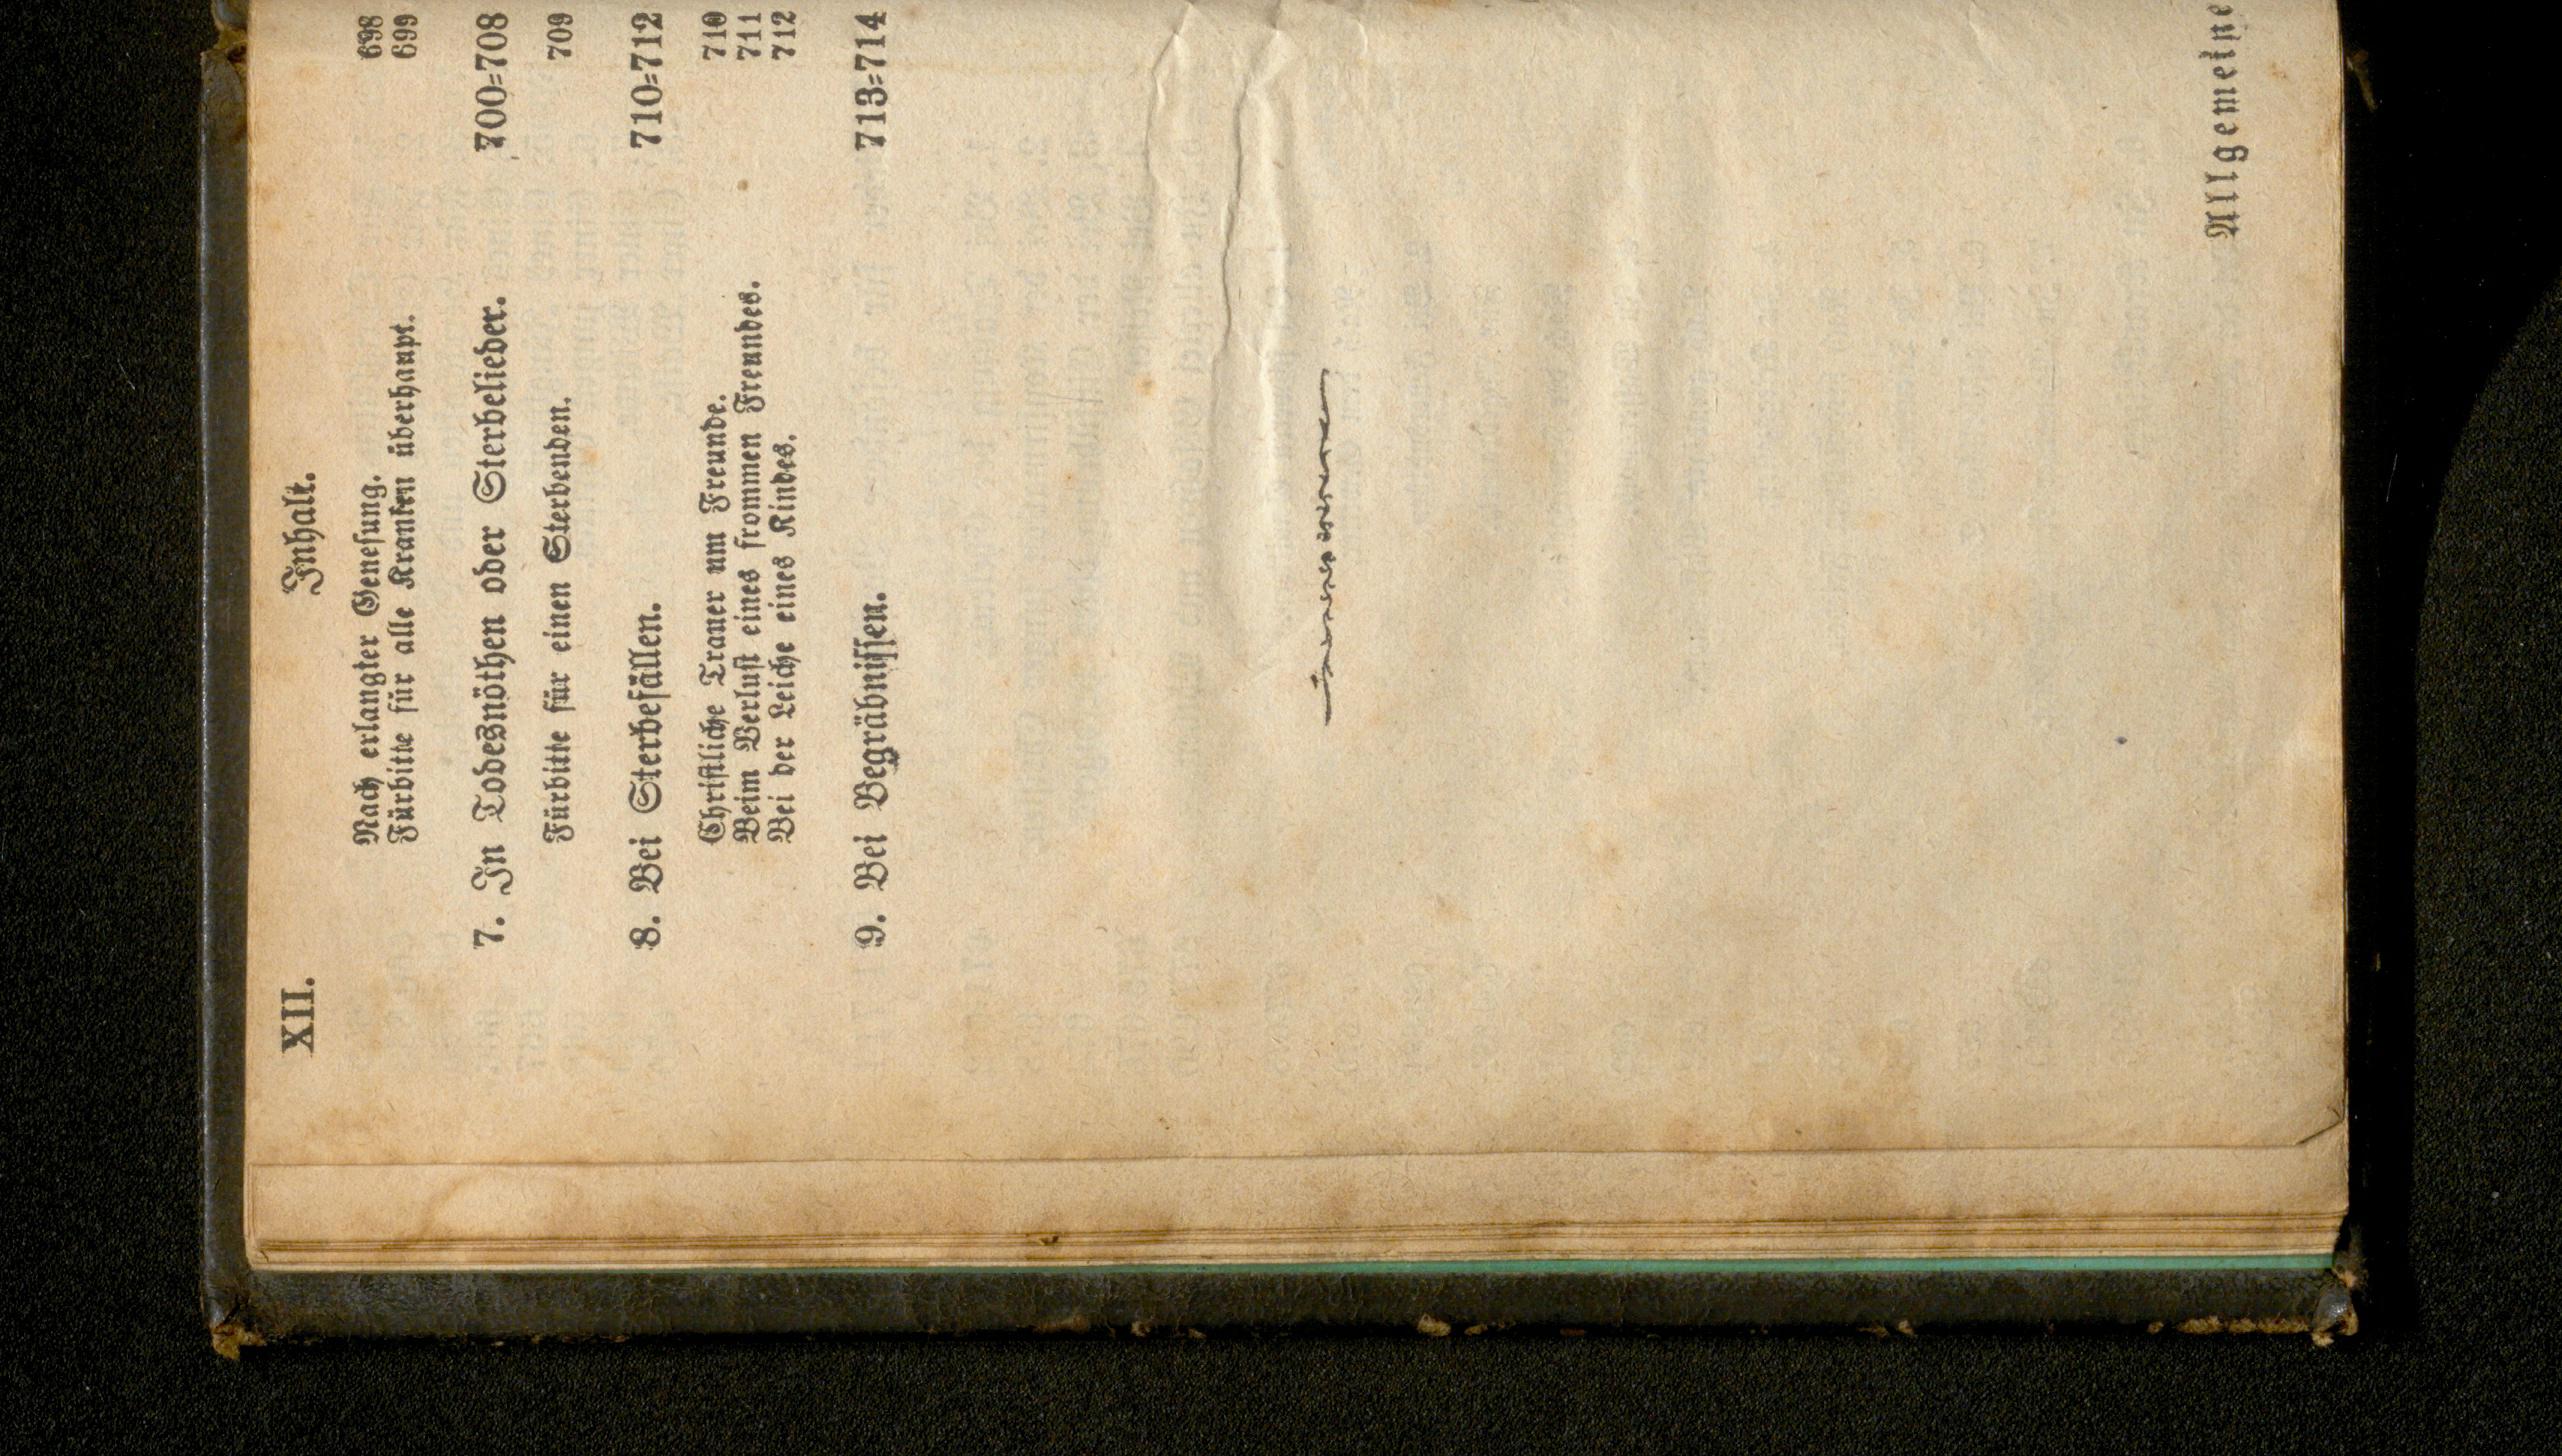 XII. Inhalt.
Nach erlangter Genesung. 698
Fürbitte für alle Kranken überhaupt. 699
7. In Todesnöthen oder Sterbelieder. 700=708
Fürbitte für einen Sterbenden. 709
8. Bei Sterbefällen. 710=712
Christliche Trauer um Freunde. 710
Beim Verlust eines frommen Freundes. 711
Bei der Leiche eines Kindes. 712
9. Bei Begräbnissen. 713=714
Allgemeine